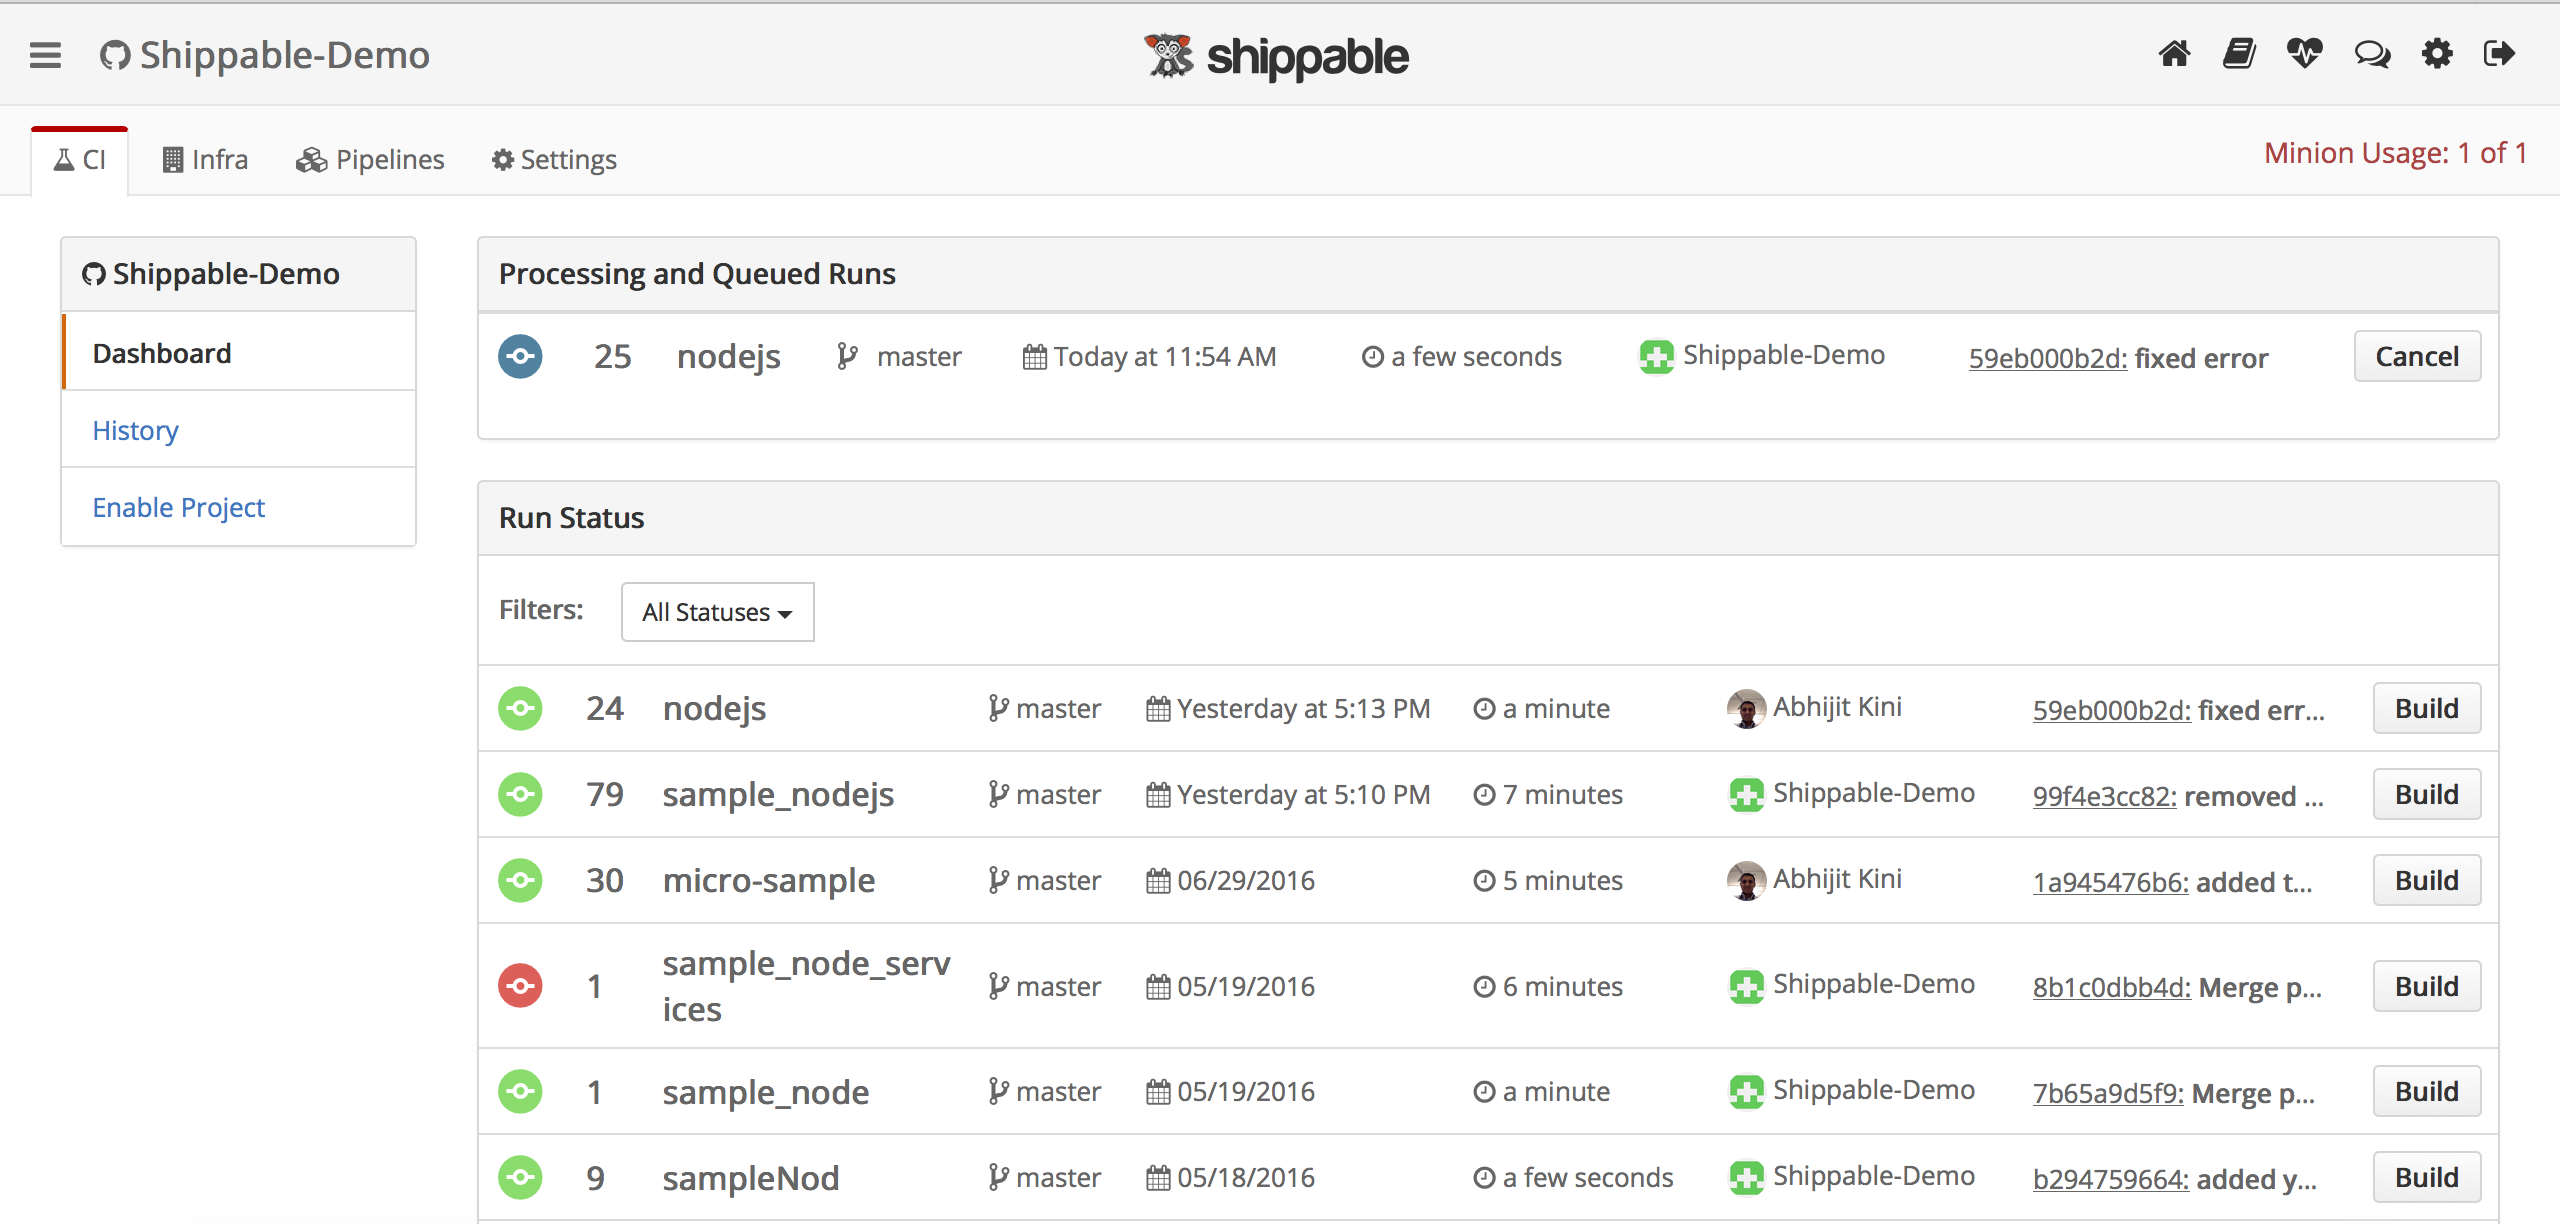 Shippable-Demo
shippable
CI Infra Pipelines Settings
Minion Usage: 1 of 1
Shippable-Demo
Dashboard
History
Enable Project
Processing and Queued Runs
25 nodejs master Today at 11:54 AM a few seconds Shippable-Demo 59eb000b2d: fixed error Cancel
Run Status
Filters: All Statuses
24 nodejs master Yesterday at 5:13 PM a minute Abhijit Kini 59eb000b2d: fixed err... Build
79 sample_nodejs master Yesterday at 5:10 PM 7 minutes Shippable-Demo 99f4e3cc82: removed ... Build
30 micro-sample master 06/29/2016 5 minutes Abhijit Kini 1a945476b6: added t... Build
1 sample_node_serv
ices master 05/19/2016 6 minutes Shippable-Demo 8b1c0dbb4d: Merge p... Build
1 sample_node master 05/19/2016 a minute Shippable-Demo 7b65a9d5f9: Merge p... Build
9 sampleNod master 05/18/2016 a few seconds Shippable-Demo b294759664: added y... Build